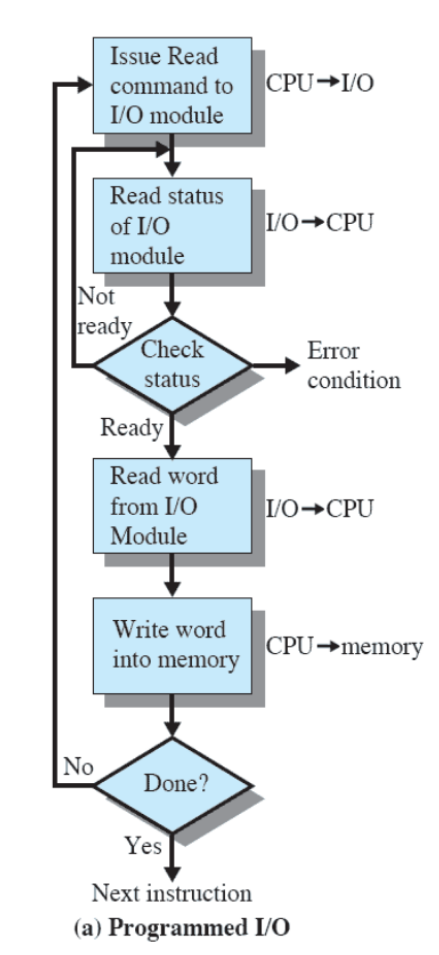 Issue Read
command to
I/O module
CPU→I/O
Read status
of I/O
module
I/O→CPU
Not
ready
Check
status
Error
condition
Ready
Read word
from I/O
Module
I/O→CPU
Write word
into memory
CPU→memory
No
Done?
Yes
Next instruction
(a) Programmed I/O